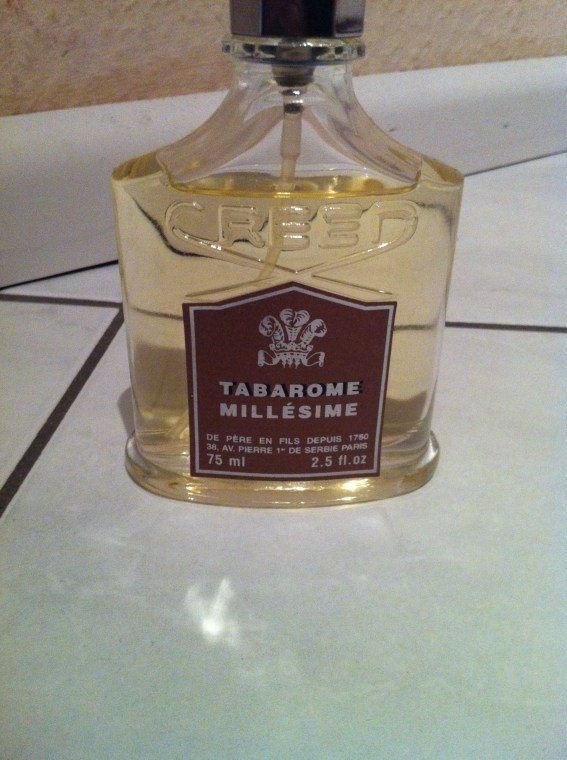 CREED
TABAROME
MILLÉSIME
DE PÈRE EN FILS DEPUIS 1760
38, AV. PIERRE 1er DE SERBIE PARIS
75 ml 2.5 fl.oz